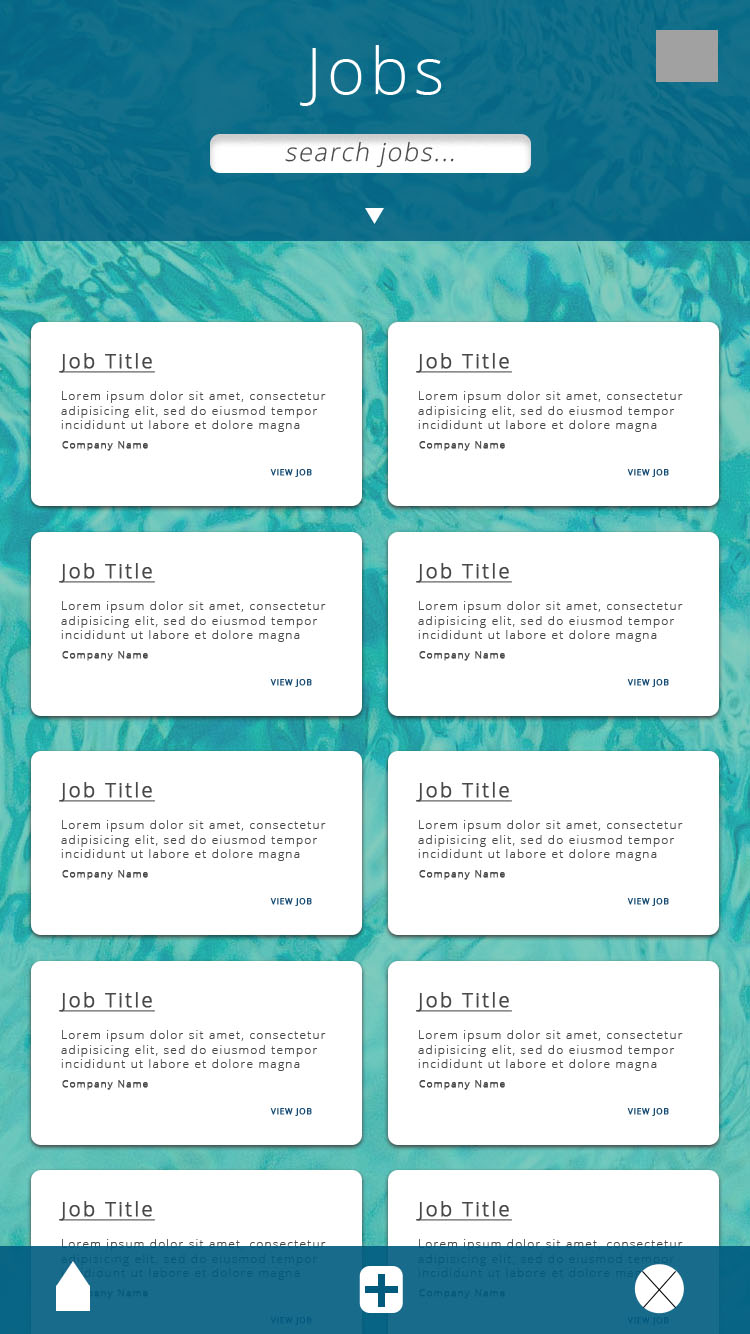 Jobs
search jobs...
Job Title
Lorem ipsum dolor sit amet, consectetur
adipisicing elit, sed do eiusmod tempor
incididunt ut labore et dolore magna
Company Name
VIEW JOB
Job Title
Lorem ipsum dolor sit amet, consectetur
adipisicing elit, sed do eiusmod tempor
incididunt ut labore et dolore magna
Company Name
VIEW JOB
Job Title
Lorem ipsum dolor sit amet, consectetur
adipisicing elit, sed do eiusmod tempor
incididunt ut labore et dolore magna
Company Name
VIEW JOB
Job Title
Lorem ipsum dolor sit amet, consectetur
adipisicing elit, sed do eiusmod tempor
incididunt ut labore et dolore magna
Company Name
VIEW JOB
Job Title
Lorem ipsum dolor sit amet, consectetur
adipisicing elit, sed do eiusmod tempor
incididunt ut labore et dolore magna
Company Name
VIEW JOB
Job Title
Lorem ipsum dolor sit amet, consectetur
adipisicing elit, sed do eiusmod tempor
incididunt ut labore et dolore magna
Company Name
VIEW JOB
Job Title
Lorem ipsum dolor sit amet, consectetur
adipisicing elit, sed do eiusmod tempor
incididunt ut labore et dolore magna
Company Name
VIEW JOB
Job Title
Lorem ipsum dolor sit amet, consectetur
adipisicing elit, sed do eiusmod tempor
incididunt ut labore et dolore magna
Company Name
VIEW JOB
Job Title
Lorem ipsum dolor sit amet, consectetur
elit, sed do eiusmod tempor
ut labore et dolore magna
Name
VIEW JOB
Job Title
Lorem ipsum dolor sit amet, consectetur
adipisicing elit, sed do eiusmod tempor
incididunt ut labore et dolore
Company Name
VIEW JOB